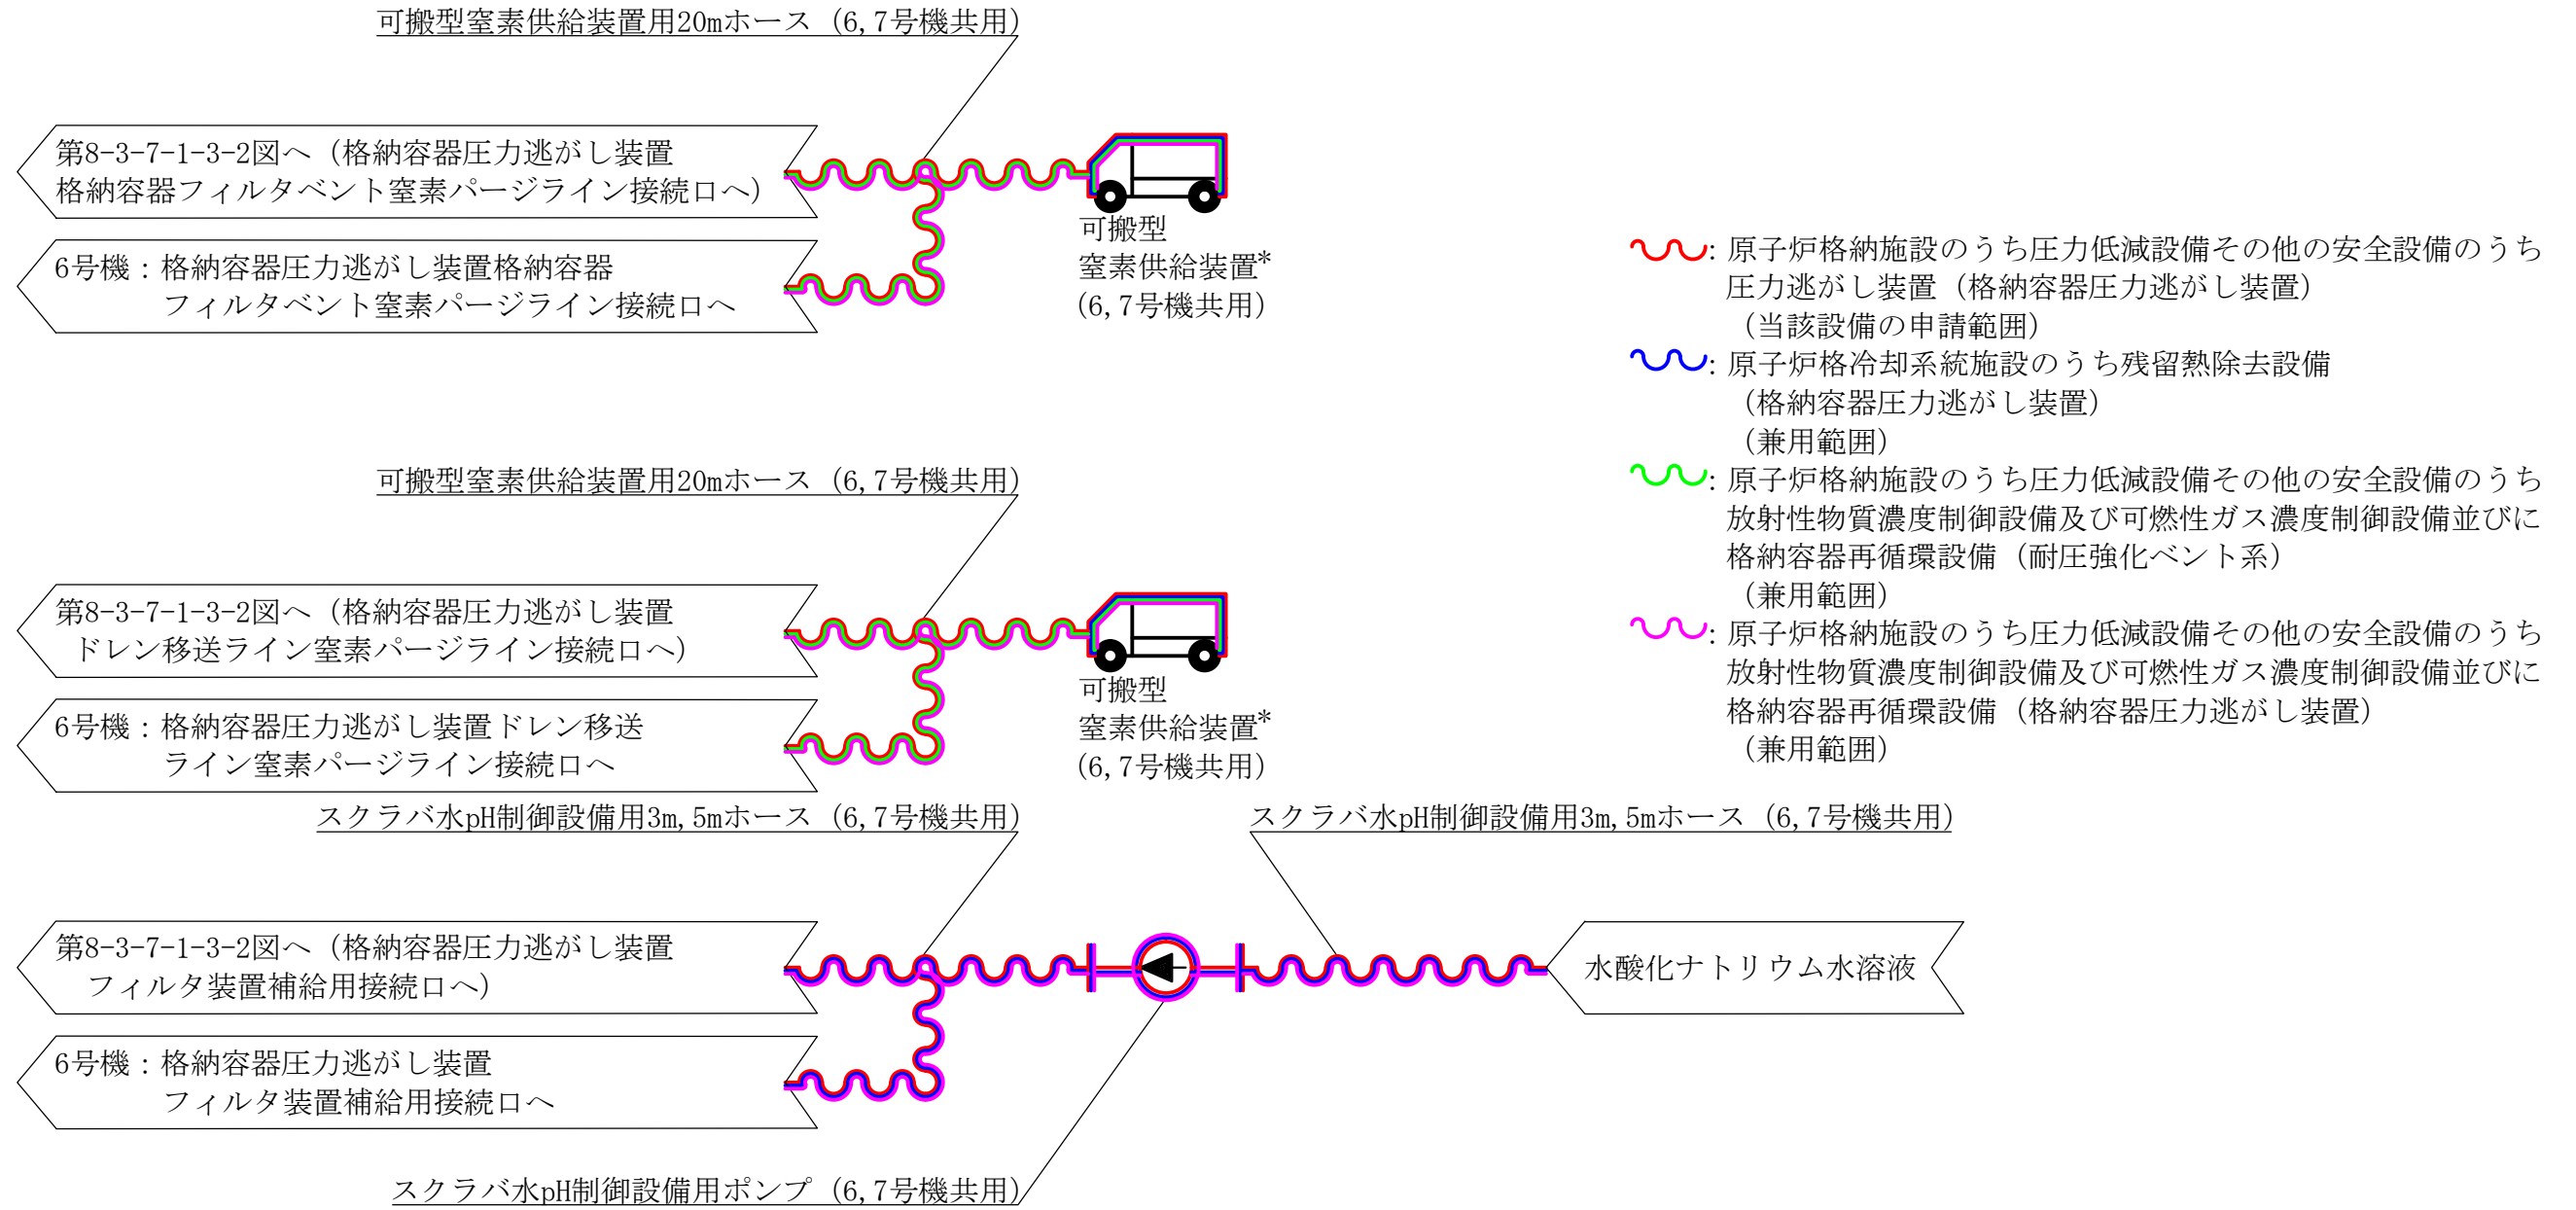 可搬型窒素供給装置用20mホース（6,7号機共用）
第8-3-7-1-3-2図へ（格納容器圧力逃がし装置
格納容器フィルタベント窒素パージライン接続口へ）
6号機：格納容器圧力逃がし装置格納容器
フィルタベント窒素パージライン接続口へ
可搬型
窒素供給装置*
(6,7号機共用）
可搬型窒素供給装置用20mホース（6,7号機共用）
第8-3-7-1-3-2図へ（格納容器圧力逃がし装置
ドレン移送ライン窒素パージライン接続口へ）
6号機：格納容器圧力逃がし装置ドレン移送
ライン窒素パージライン接続口へ
可搬型
窒素供給装置*
(6,7号機共用）
スクラバ水pH制御設備用3m,5mホース（6,7号機共用）
スクラバ水pH制御設備用3m,5mホース（6,7号機共用）
第8-3-7-1-3-2図へ（格納容器圧力逃がし装置
フィルタ装置補給用接続口へ）
6号機：格納容器圧力逃がし装置
フィルタ装置補給用接続口へ
水酸化ナトリウム水溶液
スクラバ水pH制御設備用ポンプ（6,7号機共用）
：原子炉格納施設のうち圧力低減設備その他の安全設備のうち
圧力逃がし装置（格納容器圧力逃がし装置）
（当該設備の申請範囲）
：原子炉格冷却系統施設のうち残留熱除去設備
（格納容器圧力逃がし装置）
（兼用範囲）
：原子炉格納施設のうち圧力低減設備その他の安全設備のうち
放射性物質濃度制御設備及び可燃性ガス濃度制御設備並びに
格納容器再循環設備（耐圧強化ベント系）
（兼用範囲）
：原子炉格納施設のうち圧力低減設備その他の安全設備のうち
放射性物質濃度制御設備及び可燃性ガス濃度制御設備並びに
格納容器再循環設備（格納容器圧力逃がし装置）
（兼用範囲）